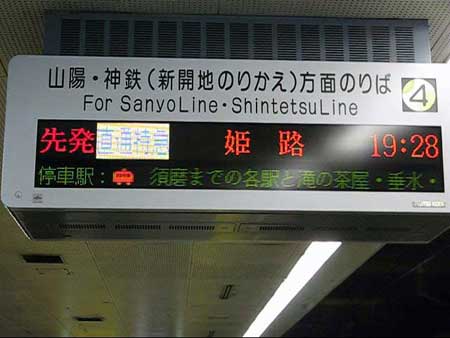 山陽・神鉄(新開地のりかえ)方面のりば 4
For SanyoLine・ShintetsuLine
先発 直通特急 姫路 19:28
停車駅: 須磨までの各駅と滝の茶屋・垂水・